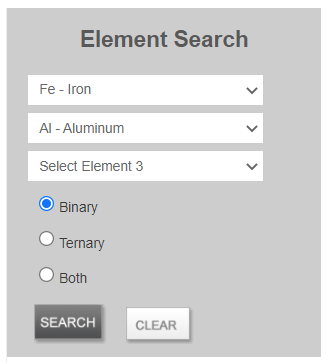 Element Search
Fe - Iron
Al - Aluminum
Select Element 3
Binary
Ternary
Both
SEARCH
CLEAR